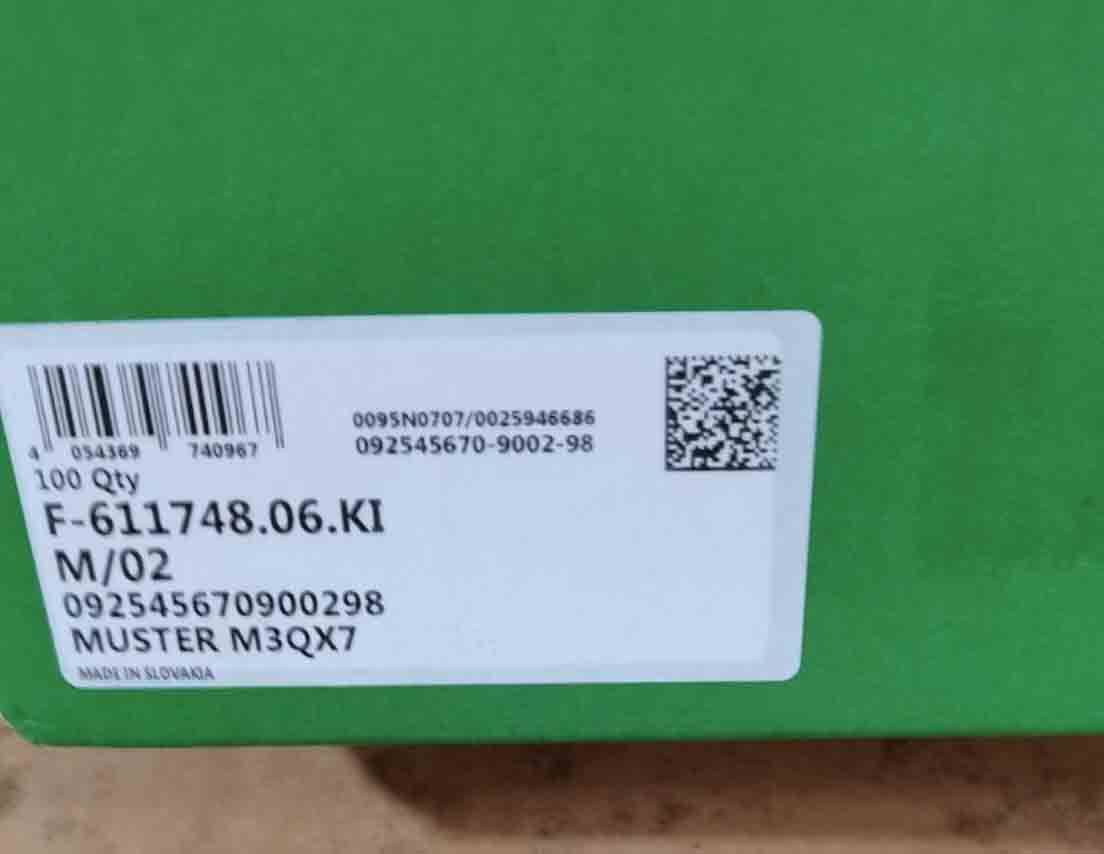 0095N0707/0025946686
092545670-9002-98
4 054369 740967
100 Qty
F-611748.06.KI
M/02
092545670900298
MUSTER M3QX7
MADE IN SLOVAKIA